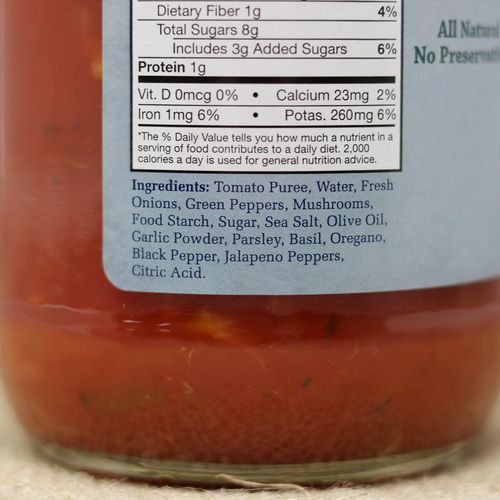 Dietary Fiber 1g 4%
Total Sugars 8g
Includes 3g Added Sugars 6%
Protein 1g
Vit. D 0mcg 0% • Calcium 23mg 2%
Iron 1mg 6% • Potas. 260mg 6%
*The % Daily Value tells you how much a nutrient in a
serving of food contributes to a daily diet. 2,000
calories a day is used for general nutrition advice.
Ingredients: Tomato Puree, Water, Fresh
Onions, Green Peppers, Mushrooms,
Food Starch, Sugar, Sea Salt, Olive Oil,
Garlic Powder, Parsley, Basil, Oregano,
Black Pepper, Jalapeno Peppers,
Citric Acid.
All Natural
No Preservati